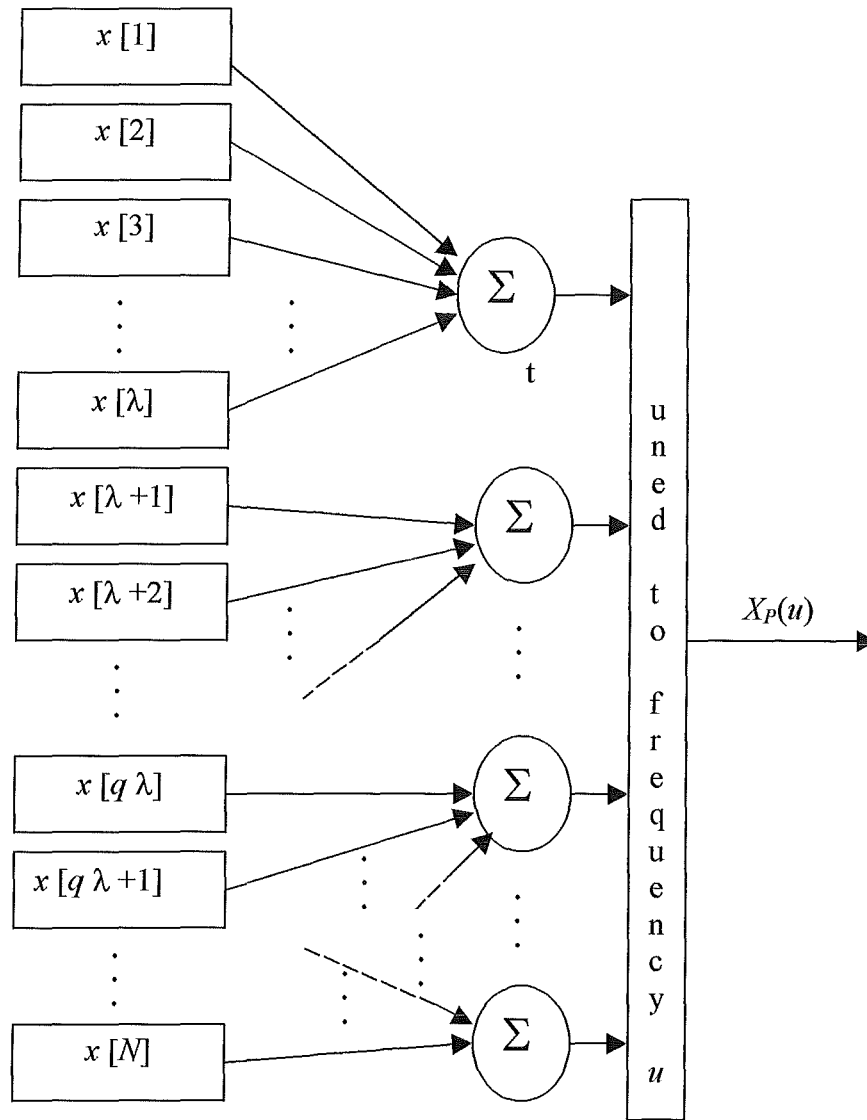 x [1]
x [2]
x [3]
Σ
t
x [λ]
x [λ +1]
Σ
x [λ +2]
x [q λ]
Σ
x [q λ +1]
x [N]
Σ
uned to frequency u
X_P(u)